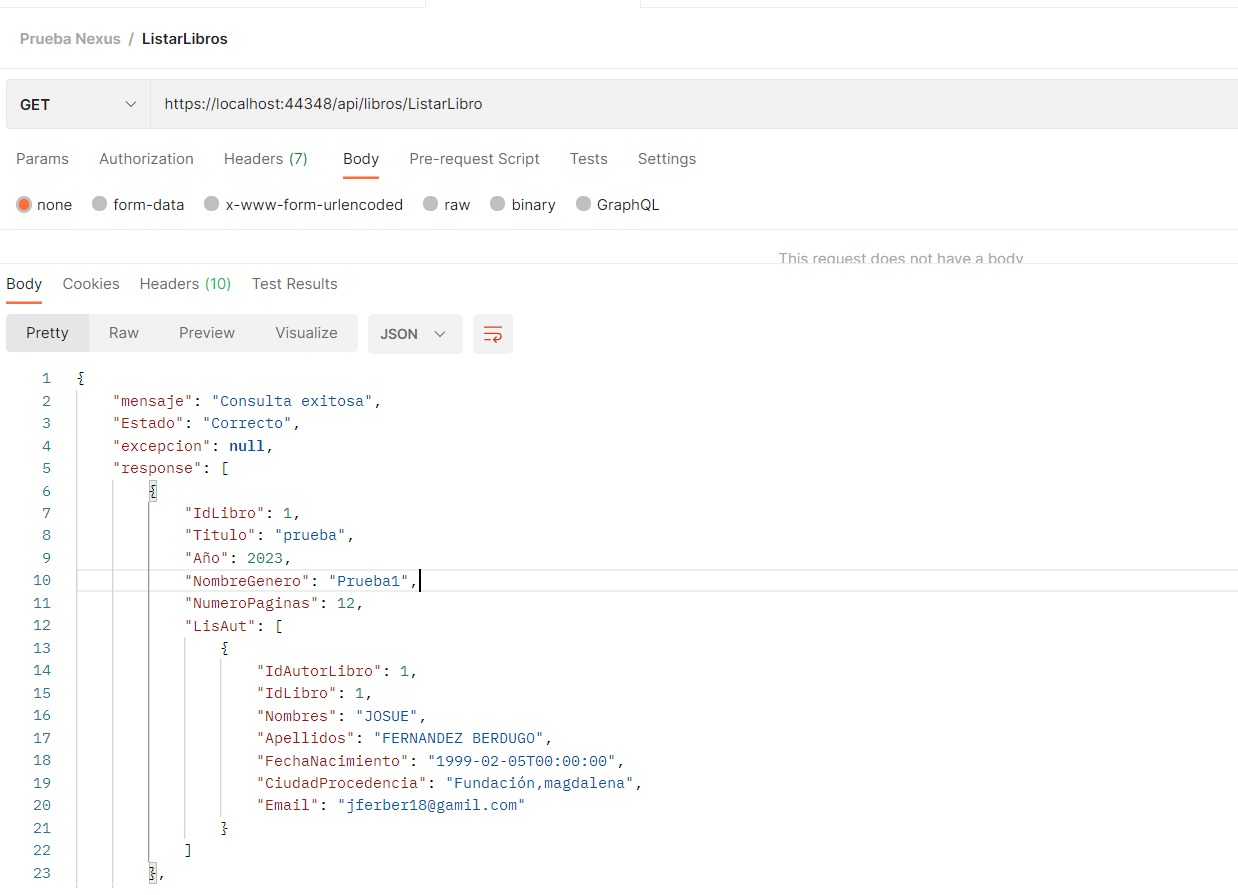 Prueba Nexus / ListarLibros
GET https://localhost:44348/api/libros/ListarLibro
Params Authorization Headers (7) Body Pre-request Script Tests Settings
none form-data x-www-form-urlencoded raw binary GraphQL
This request does not have a body
Body Cookies Headers (10) Test Results
Pretty Raw Preview Visualize JSON
1 {
2 "mensaje": "Consulta exitosa",
3 "Estado": "Correcto",
4 "excepcion": null,
5 "response": [
6 {
7 "IdLibro": 1,
8 "Titulo": "prueba",
9 "Año": 2023,
10 "NombreGenero": "Prueba1",
11 "NumeroPaginas": 12,
12 "LisAut": [
13 {
14 "IdAutorLibro": 1,
15 "IdLibro": 1,
16 "Nombres": "JOSUE",
17 "Apellidos": "FERNANDEZ BERDUGO",
18 "FechaNacimiento": "1999-02-05T00:00:00",
19 "CiudadProcedencia": "Fundación,magdalena",
20 "Email": "jferber18@gamil.com"
21 }
22 ]
23 },